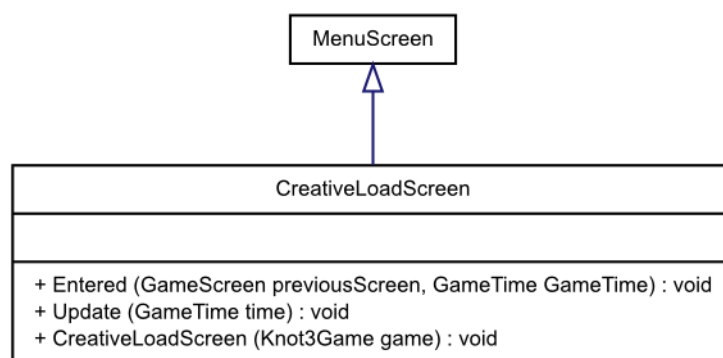 MenuScreen
CreativeLoadScreen
+ Entered (GameScreen previousScreen, GameTime GameTime) : void
+ Update (GameTime time) : void
+ CreativeLoadScreen (Knot3Game game) : void